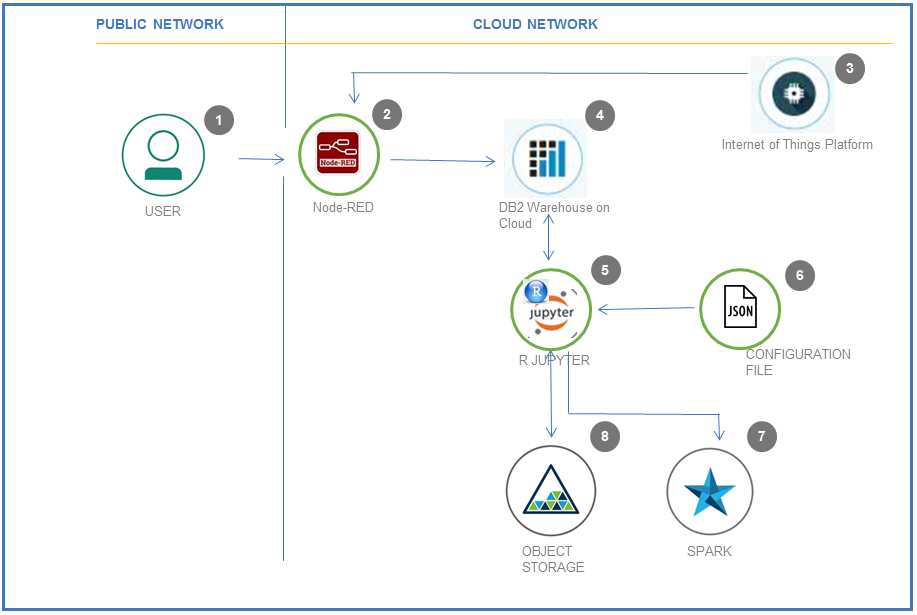 PUBLIC NETWORK
CLOUD NETWORK
1
2
3
4
Node-RED
Internet of Things Platform
USER
Node-RED
DB2 Warehouse on
Cloud
5
6
R
jupyter
JSON
R JUPYTER
CONFIGURATION
FILE
8
7
OBJECT
STORAGE
SPARK